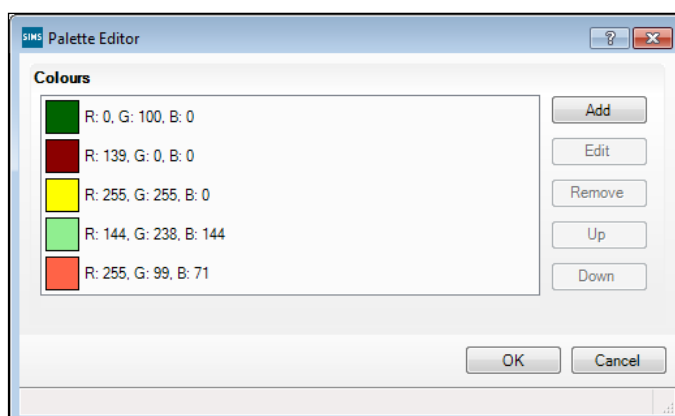 SIMS Palette Editor
Colours
R: 0, G: 100, B: 0
R: 139, G: 0, B: 0
R: 255, G: 255, B: 0
R: 144, G: 238, B: 144
R: 255, G: 99, B: 71
Add
Edit
Remove
Up
Down
OK Cancel